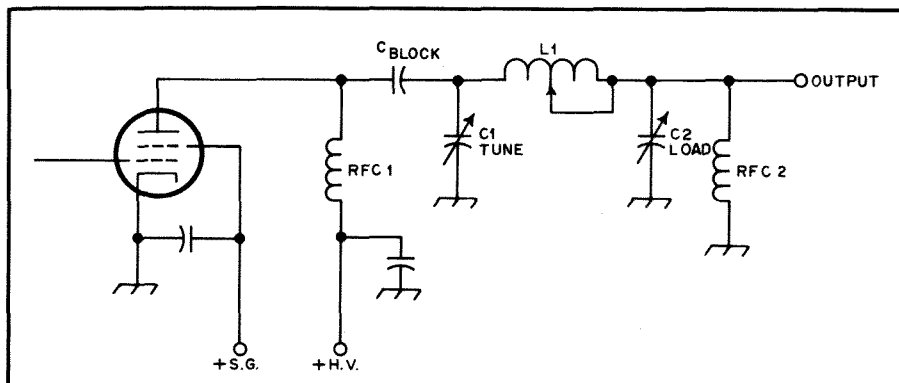 C BLOCK
L1
OUTPUT
C1
TUNE
C2
LOAD
RFC 1
RFC 2
+S.G.
+H.V.